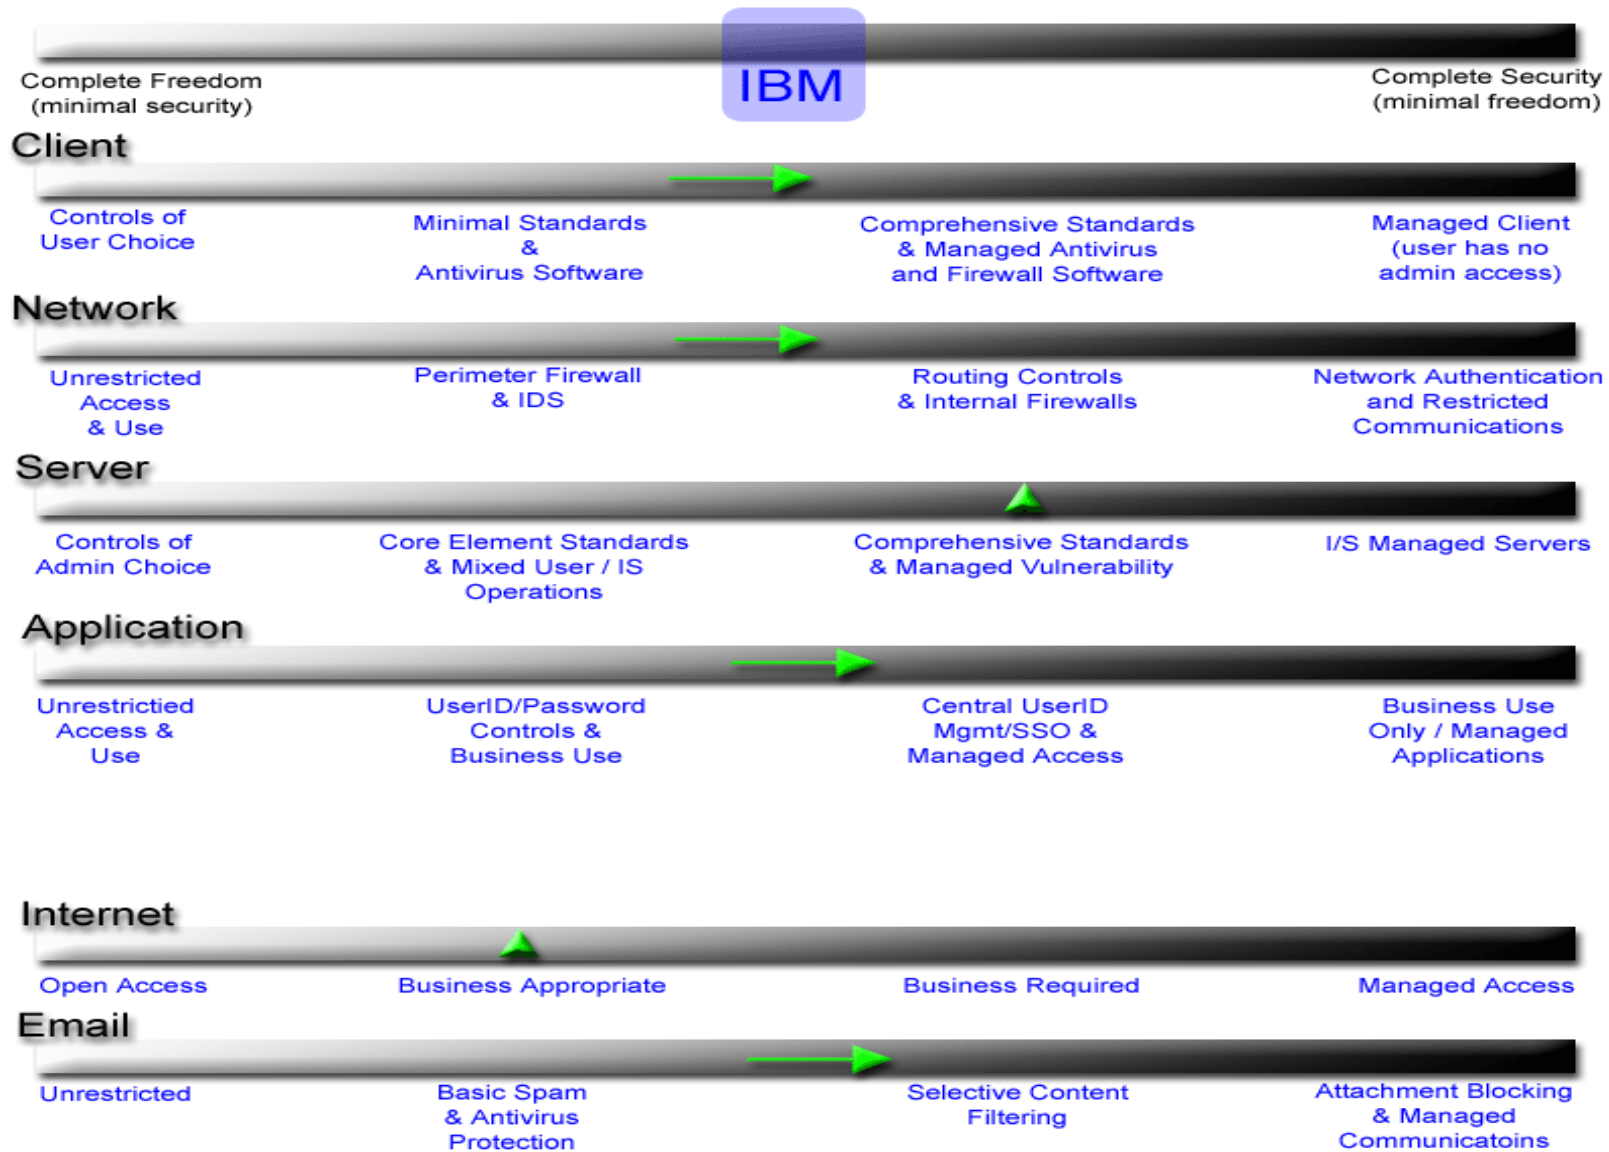 IBM
Complete Freedom
(minimal security)
Complete Security
(minimal freedom)
Client
Controls of
User Choice
Minimal Standards
&
Antivirus Software
Comprehensive Standards
& Managed Antivirus
and Firewall Software
Managed Client
(user has no
admin access)
Network
Unrestricted
Access
& Use
Perimeter Firewall
& IDS
Routing Controls
& Internal Firewalls
Network Authentication
and Restricted
Communications
Server
Controls of
Admin Choice
Core Element Standards
& Mixed User / IS
Operations
Comprehensive Standards
& Managed Vulnerability
I/S Managed Servers
Application
Unrestrictied
Access &
Use
UserID/Password
Controls &
Business Use
Central UserID
Mgmt/SSO &
Managed Access
Business Use
Only / Managed
Applications
Internet
Open Access
Business Appropriate
Business Required
Managed Access
Email
Unrestricted
Basic Spam
& Antivirus
Protection
Selective Content
Filtering
Attachment Blocking
& Managed
Communicatoins